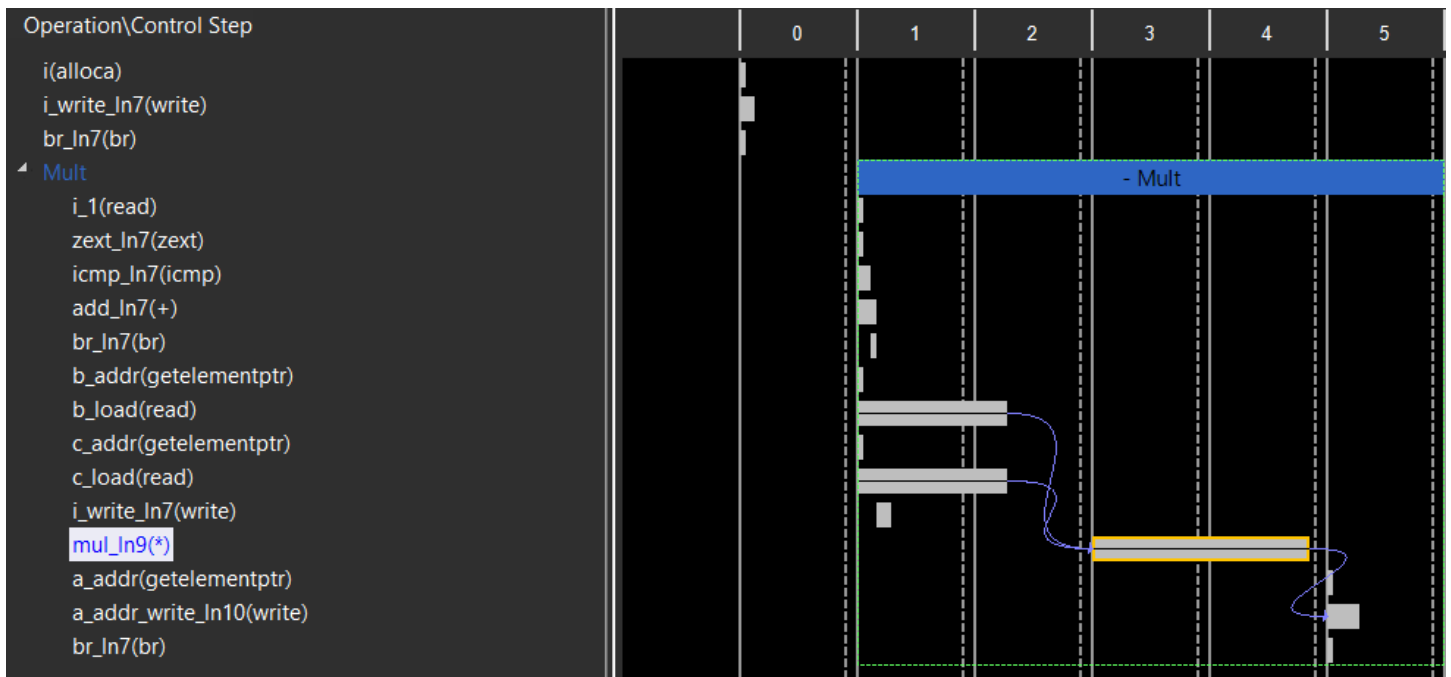 Operation\Control Step
0 1 2 3 4 5
i(alloca)
i_write_ln7(write)
br_ln7(br)
Mult
- Mult
i_1(read)
zext_ln7(zext)
icmp_ln7(icmp)
add_ln7(+)
br_ln7(br)
b_addr(getelementptr)
b_load(read)
c_addr(getelementptr)
c_load(read)
i_write_ln7(write)
mul_ln9(*)
a_addr(getelementptr)
a_addr_write_ln10(write)
br_ln7(br)